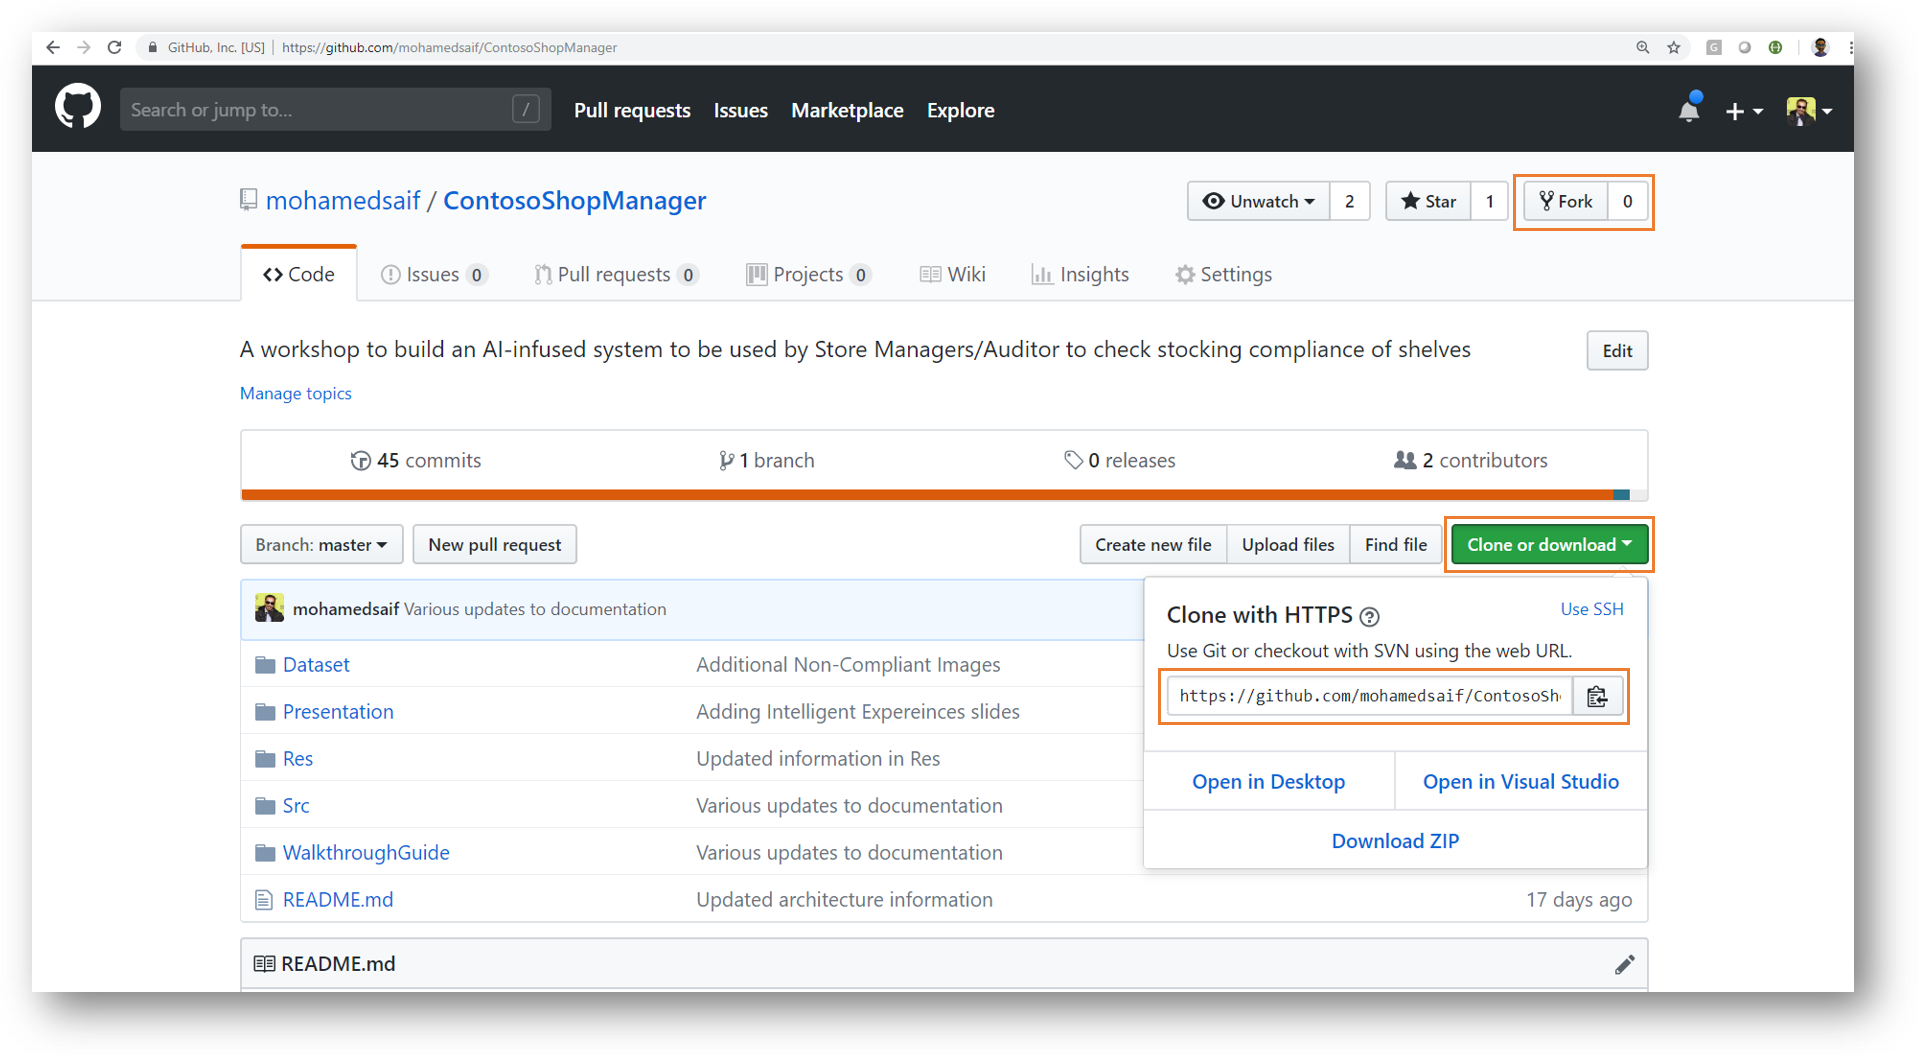 GitHub, Inc. [US] https://github.com/mohamedsaif/ContosoShopManager
Search or jump to... / Pull requests Issues Marketplace Explore
mohamedsaif / ContosoShopManager Unwatch 2 Star 1 Fork 0
Code Issues 0 Pull requests 0 Projects 0 Wiki Insights Settings
A workshop to build an AI-infused system to be used by Store Managers/Auditor to check stocking compliance of shelves Edit
Manage topics
45 commits 1 branch 0 releases 2 contributors
Branch: master New pull request Create new file Upload files Find file Clone or download
mohamedsaif Various updates to documentation
Clone with HTTPS ? Use SSH
Use Git or checkout with SVN using the web URL.
https://github.com/mohamedsaif/ContosoSh
Open in Desktop Open in Visual Studio
Download ZIP
Dataset Additional Non-Compliant Images
Presentation Adding Intelligent Expereinces slides
Res Updated information in Res
Src Various updates to documentation
WalkthroughGuide Various updates to documentation
README.md Updated architecture information 17 days ago
README.md